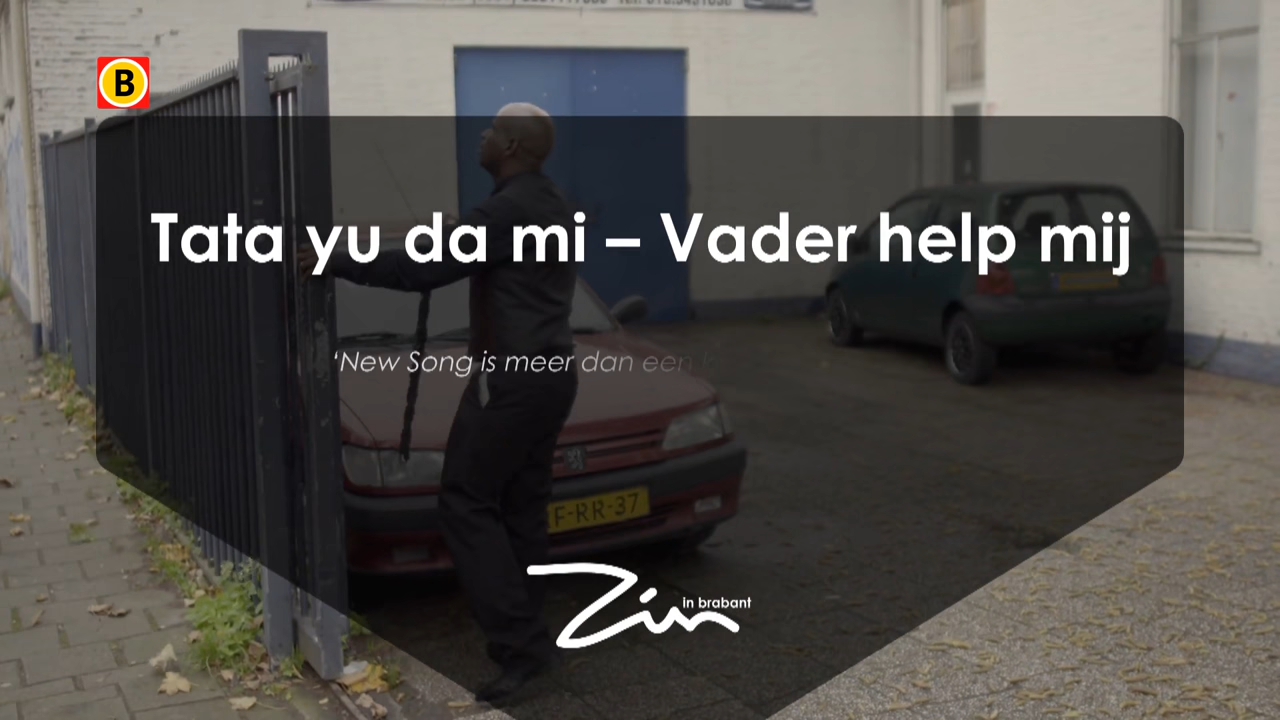 B
Tata yu da mi – Vader help mij
‘New Song is meer dan een
F-RR-37
Zin in brabant